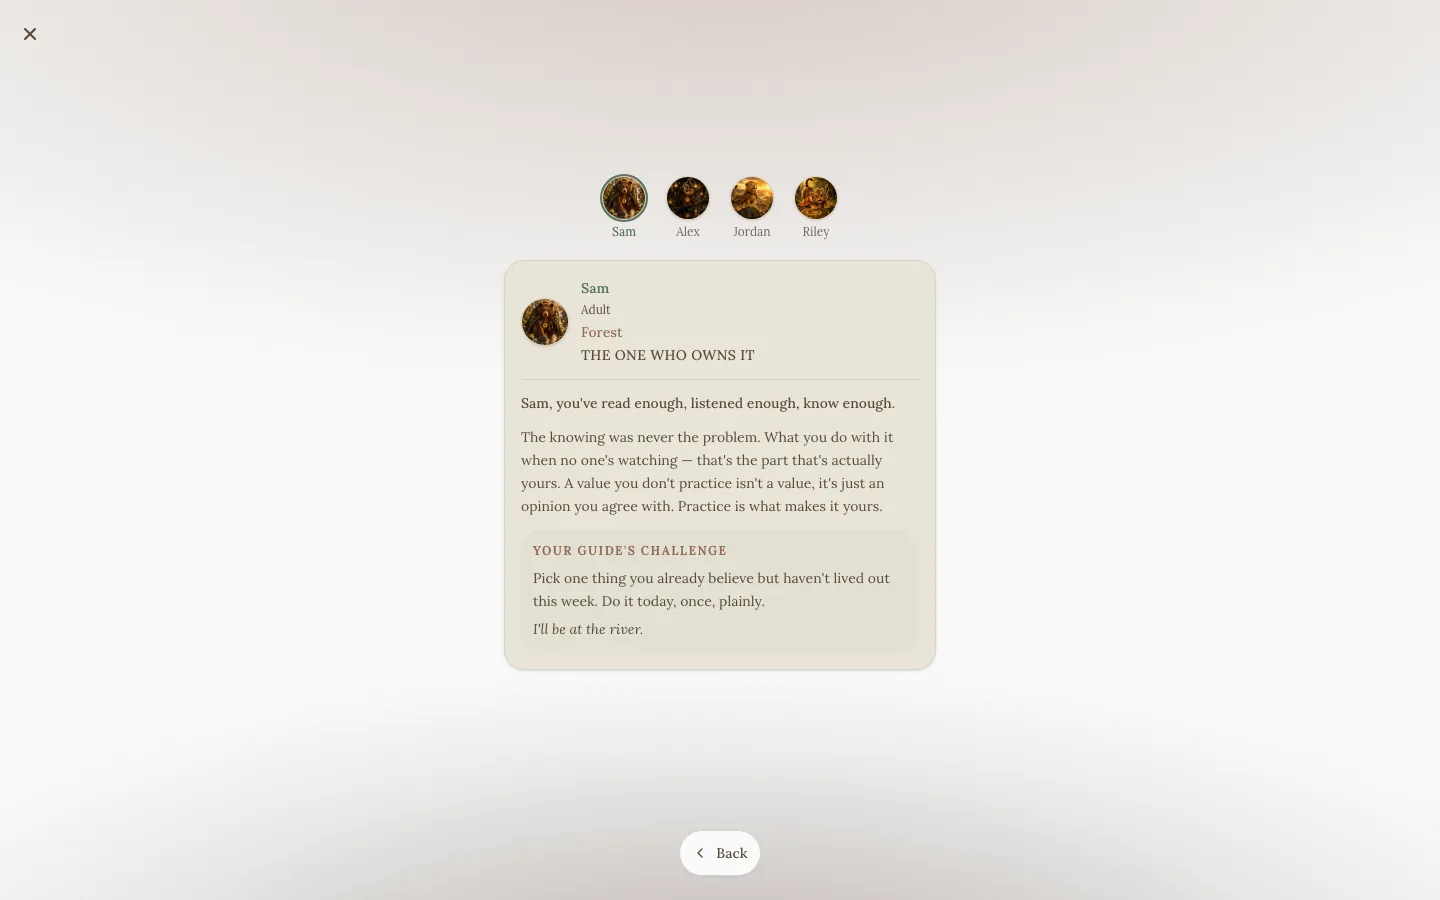 Sam
Alex
Jordan
Riley
Sam
Adult
Forest
THE ONE WHO OWNS IT
Sam, you've read enough, listened enough, know enough.
The knowing was never the problem. What you do with it
when no one's watching — that's the part that's actually
yours. A value you don't practice isn't a value, it's just an
opinion you agree with. Practice is what makes it yours.
YOUR GUIDE'S CHALLENGE
Pick one thing you already believe but haven't lived out
this week. Do it today, once, plainly.
I'll be at the river.
Back